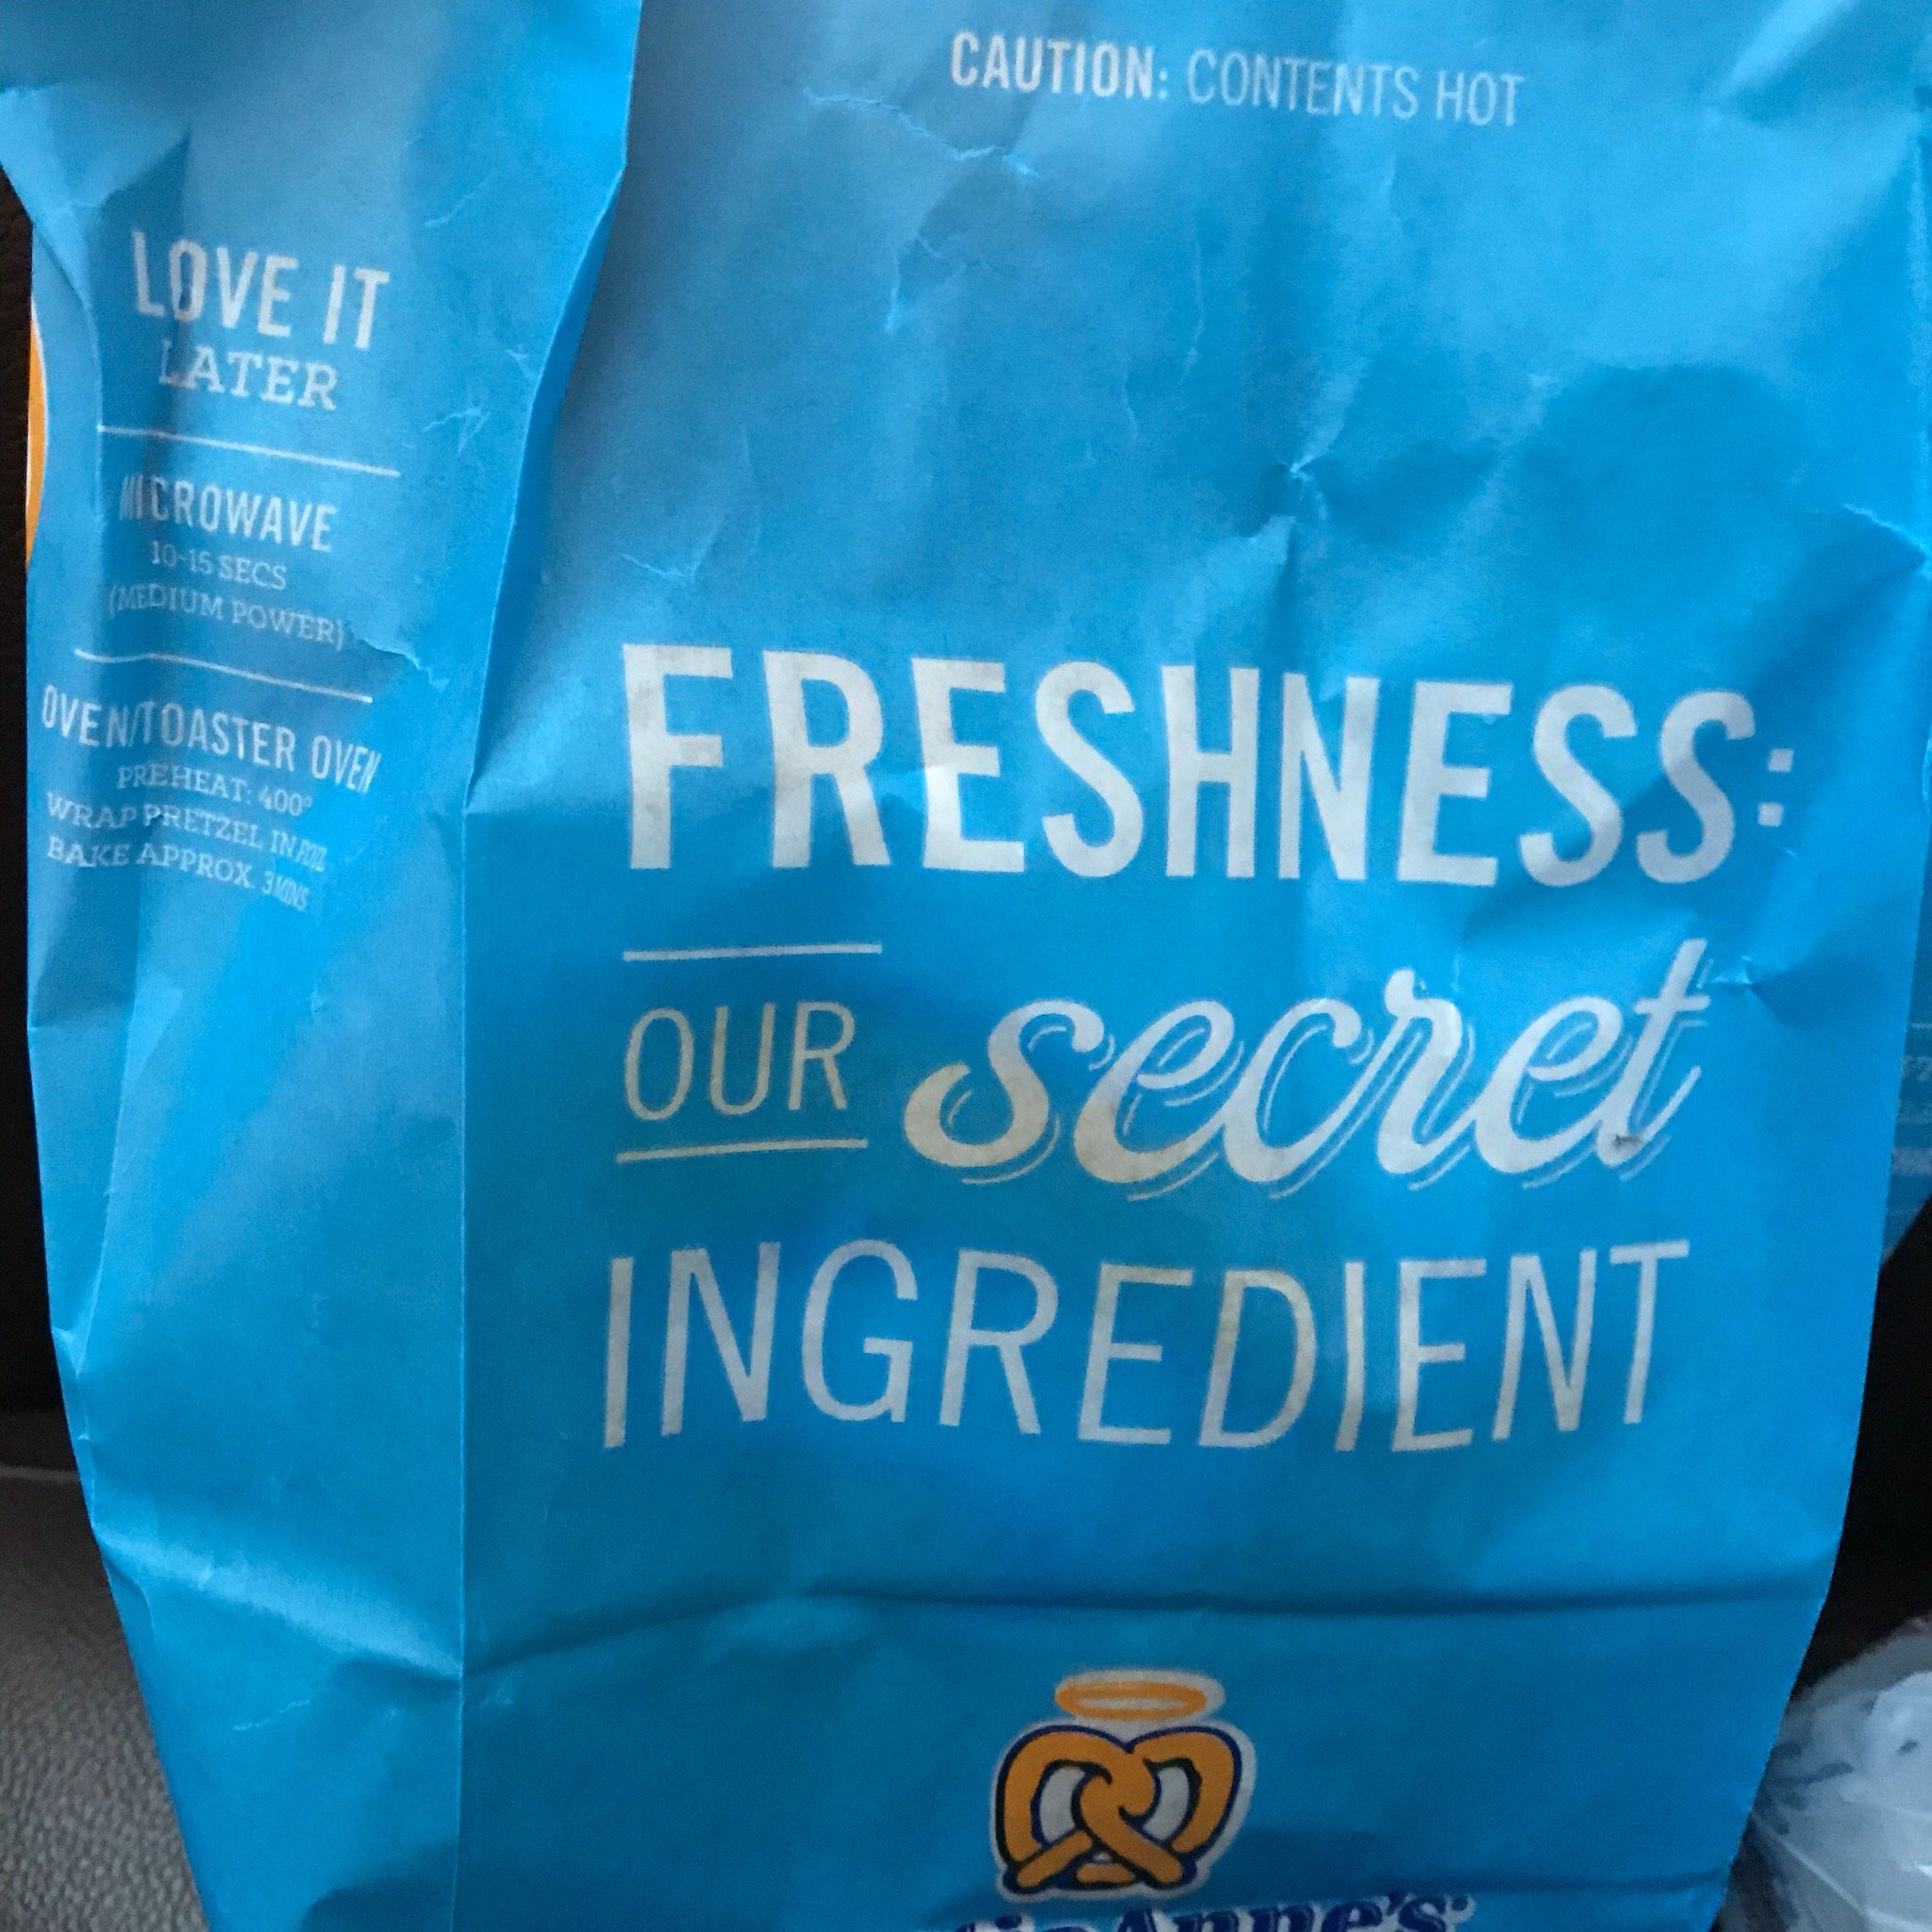 CAUTION: CONTENTS HOT
LOVE IT
LATER
MICROWAVE
10-15 SECS
(MEDIUM POWER)
OVEN/TOASTER OVEN
PREHEAT: 400°
WRAP PRETZEL IN FOIL
BAKE APPROX. 3 MINS
FRESHNESS:
OUR secret
INGREDIENT